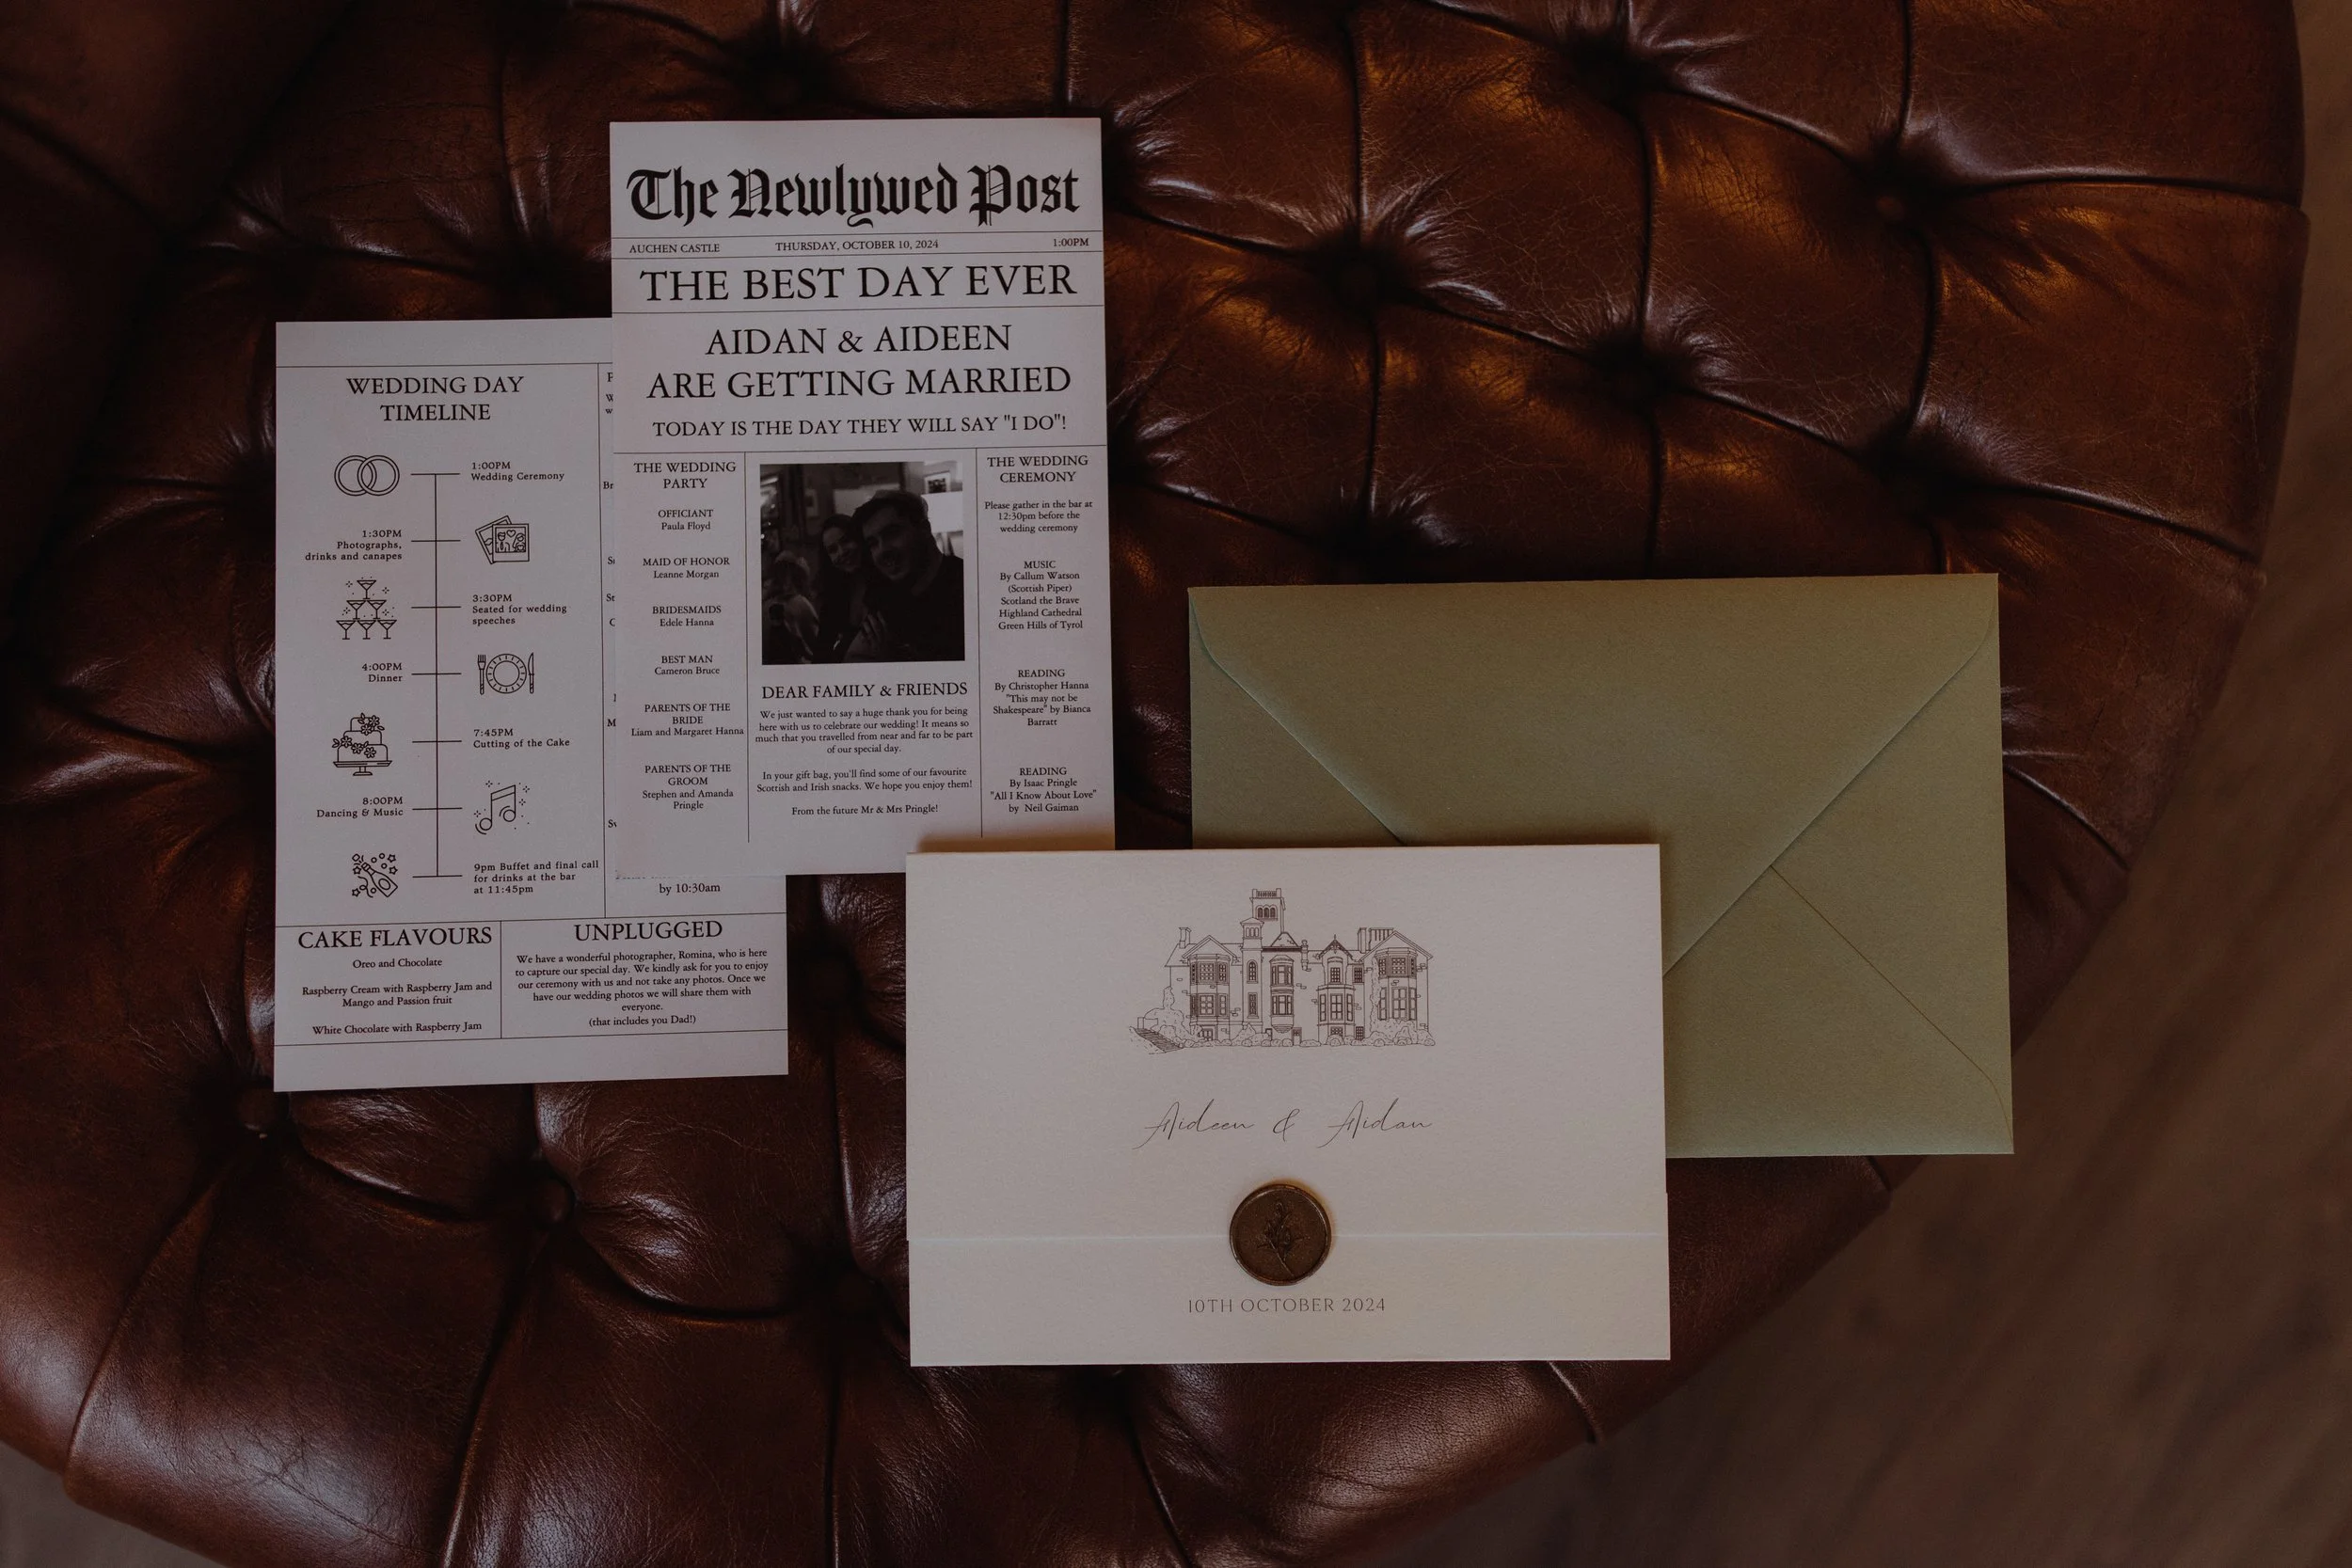 The Newlywed Post
AUCHEN CASTLE THURSDAY, OCTOBER 10, 2024 1:00PM
THE BEST DAY EVER
AIDAN & AIDEEN
ARE GETTING MARRIED
TODAY IS THE DAY THEY WILL SAY "I DO"!
THE WEDDING
PARTY
OFFICIANT
Paula Floyd
MAID OF HONOR
Leanne Morgan
BRIDESMAIDS
Edele Hanna
BEST MAN
Cameron Bruce
PARENTS OF THE
BRIDE
Liam and Margaret Hanna
PARENTS OF THE
GROOM
Stephen and Amanda
Pringle
DEAR FAMILY & FRIENDS
We just wanted to say a huge thank you for being
here with us to celebrate our wedding! It means so
much that you travelled from near and far to be part
of our special day.
In your gift bag, you'll find some of our favourite
Scottish and Irish snacks. We hope you enjoy them!
From the future Mr & Mrs Pringle!
THE WEDDING
CEREMONY
Please gather in the bar at
12:30pm before the
wedding ceremony
MUSIC
By Callum Watson
(Scottish Piper)
Scotland the Brave
Highland Cathedral
Green Hills of Tyrol
READING
By Christopher Hanna
"This may not be
Shakespeare" by Bianca
Barratt
READING
By Isaac Pringle
"All I Know About Love"
by Neil Gaiman
WEDDING DAY
TIMELINE
1:00PM
Wedding Ceremony
1:30PM
Photographs,
drinks and canapes
3:30PM
Seated for wedding
speeches
4:00PM
Dinner
7:45PM
Cutting of the Cake
8:00PM
Dancing & Music
9pm Buffet and final call
for drinks at the bar
at 11:45pm
by 10:30am
CAKE FLAVOURS
Oreo and Chocolate
Raspberry Cream with Raspberry Jam and
Mango and Passion fruit
White Chocolate with Raspberry Jam
UNPLUGGED
We have a wonderful photographer, Romina, who is here
to capture our special day. We kindly ask for you to enjoy
our ceremony with us and not take any photos. Once we
have our wedding photos we will share them with
everyone.
(that includes you Dad!)
Aideen & Aidan
10TH OCTOBER 2024